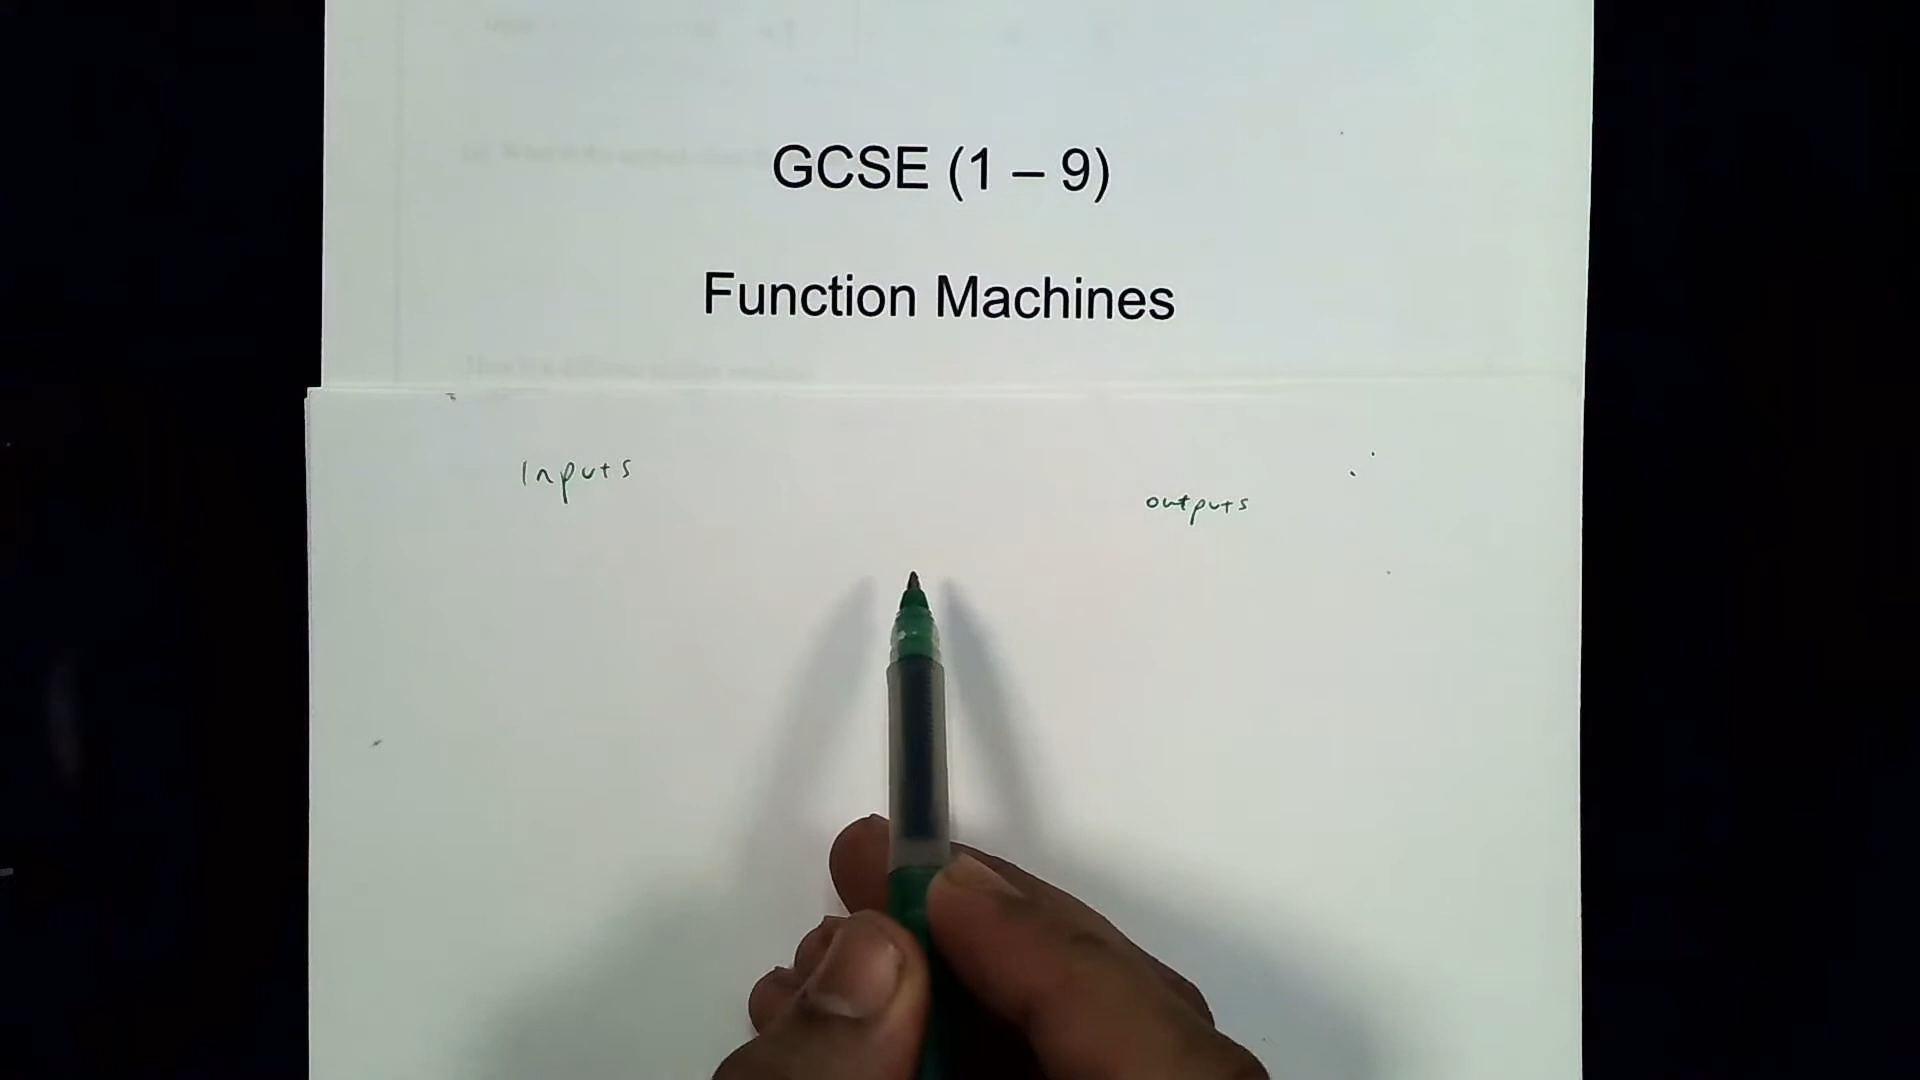 GCSE (1 – 9)
Function Machines
Inputs
outputs